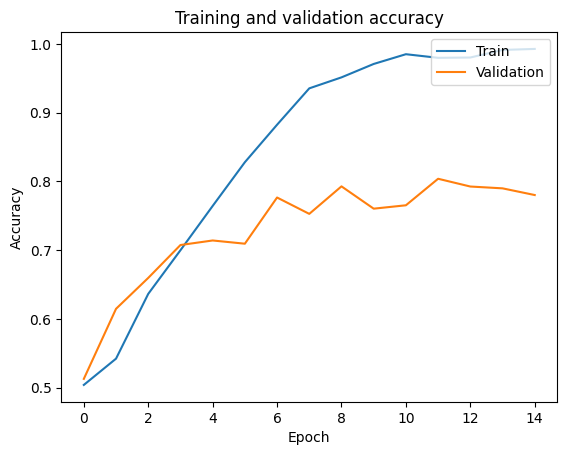 Training and validation accuracy
1.0
0.9
0.8
0.7
0.6
0.5
Accuracy
Train
Validation
0 2 4 6 8 10 12 14
Epoch